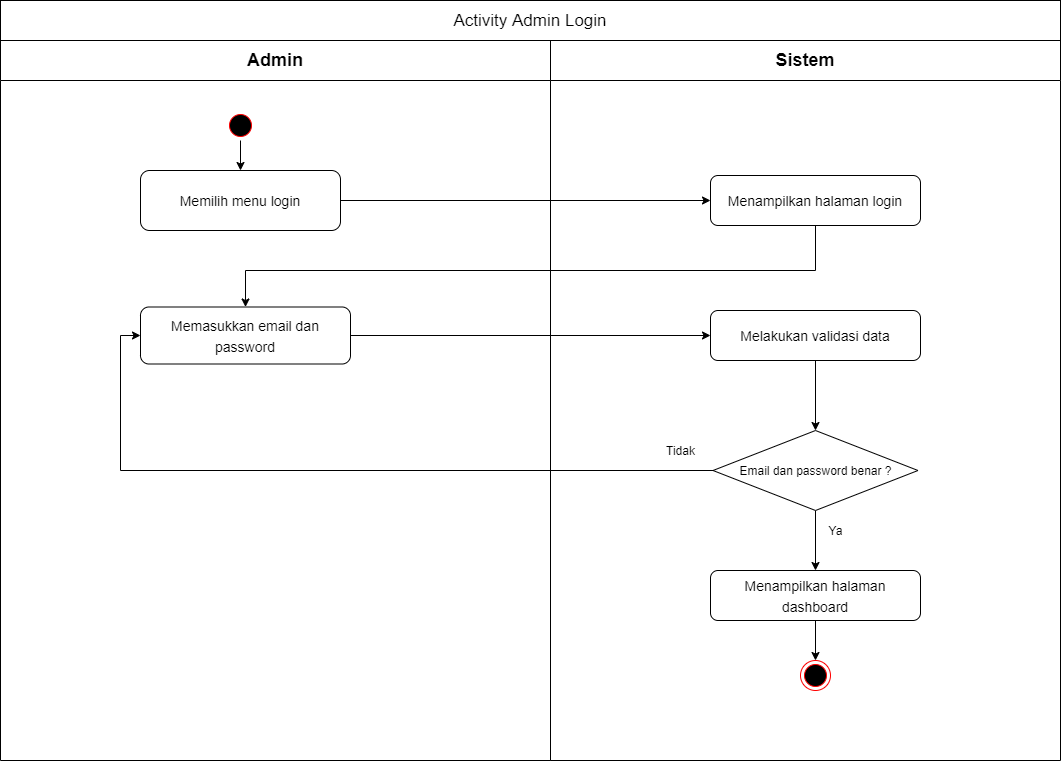 Activity Admin Login
Admin
Sistem
Memilih menu login
Menampilkan halaman login
Memasukkan email dan
password
Melakukan validasi data
Tidak
Email dan password benar ?
Ya
Menampilkan halaman
dashboard